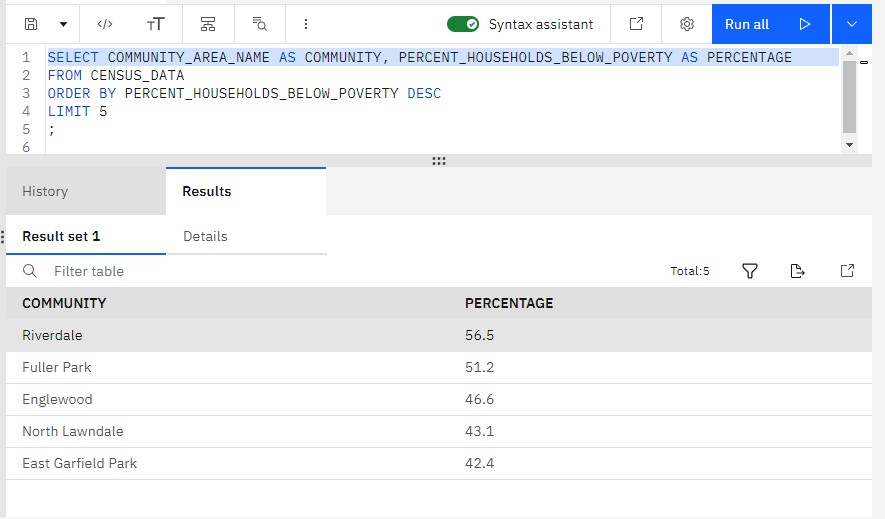 </> тT Syntax assistant Run all
1 SELECT COMMUNITY_AREA_NAME AS COMMUNITY, PERCENT_HOUSEHOLDS_BELOW_POVERTY AS PERCENTAGE
2 FROM CENSUS_DATA
3 ORDER BY PERCENT_HOUSEHOLDS_BELOW_POVERTY DESC
4 LIMIT 5
5 ;
6
History Results
Result set 1 Details
Filter table Total:5
COMMUNITY PERCENTAGE
Riverdale 56.5
Fuller Park 51.2
Englewood 46.6
North Lawndale 43.1
East Garfield Park 42.4